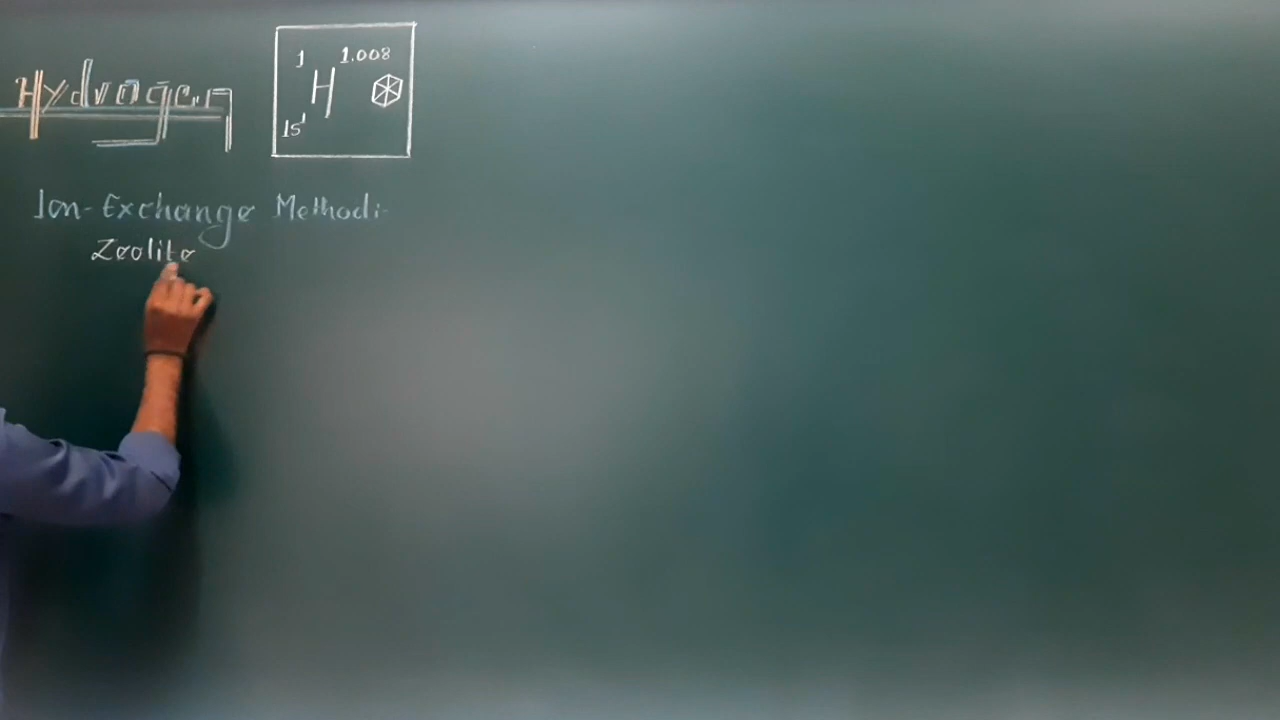 Hydrogen
1 1.008
H
1s¹
Ion-Exchange Method:-
Zeolite